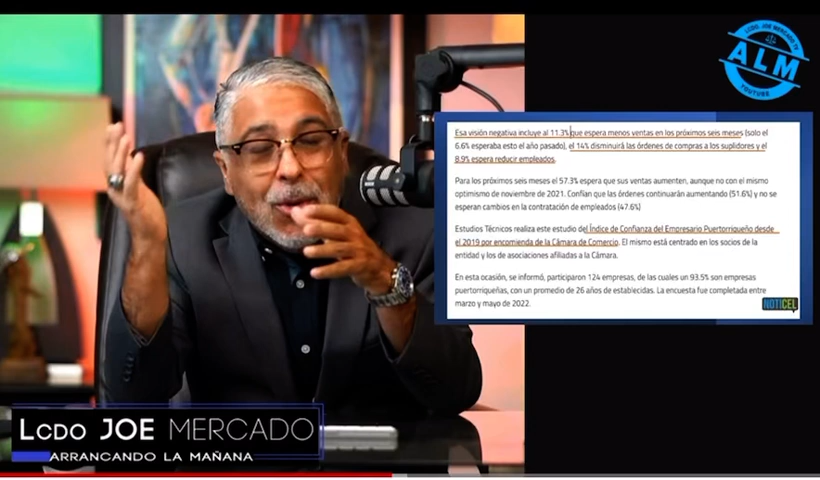 LCDO. JOE MERCADO TV
ALM
YOUTUBE
Esa visión negativa incluye al 11.3% que espera menos ventas en los próximos seis meses (solo el
6.6% esperaba esto el año pasado), el 14% disminuirá las órdenes de compras a los suplidores y el
8.9% espera reducir empleados.
Para los próximos seis meses el 57.3% espera que sus ventas aumenten, aunque no con el mismo
optimismo de noviembre de 2021. Confían que las órdenes continuarán aumentando (51.6%) y no se
esperan cambios en la contratación de empleados (47.6%)
Estudios Técnicos realiza este estudio del Índice de Confianza del Empresario Puertorriqueño desde
el 2019 por encomienda de la Cámara de Comercio. El mismo está centrado en los socios de la
entidad y los de asociaciones afiliadas a la Cámara.
En esta ocasión, se informó, participaron 124 empresas, de las cuales un 93.5% son empresas
puertorriqueñas, con un promedio de 26 años de establecidas. La encuesta fue completada entre
marzo y mayo de 2022.
NOTICEL
LCDO JOE MERCADO
ARRANCANDO LA MAÑANA